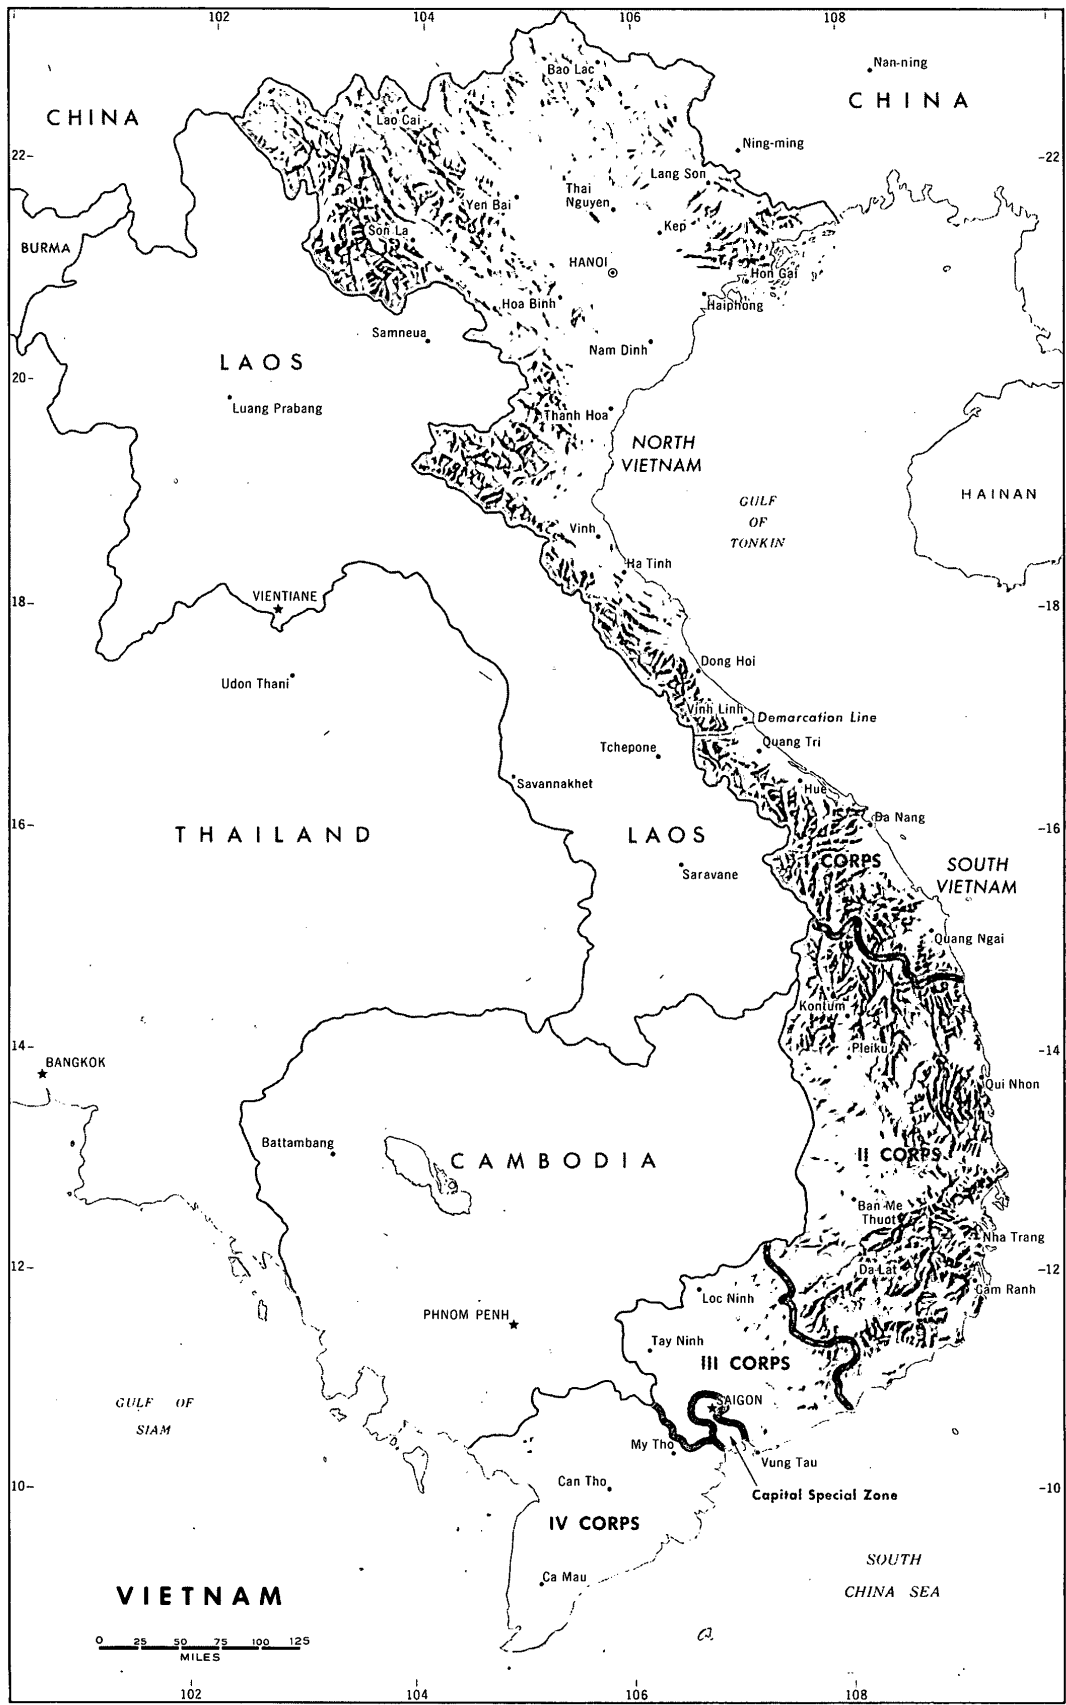 102 104 106 108
Nan-ning
Bao Lac
CHINA
CHINA
Lao Cai
Ning-ming
22-
-22
Lang Son
Thai
Nguyen
Yen Bai
Kep
Son La
BURMA
HANOI
Hon Gai
Hoa Binh
Haiphong
Samneua
Nam Dinh
LAOS
20-
-20
Luang Prabang
Thanh Hoa
NORTH
VIETNAM
GULF
OF
TONKIN
HAINAN
Vinh
Ha Tinh
VIENTIANE
18-
-18
Dong Hoi
Udon Thani
Vinh Linh
Demarcation Line
Quang Tri
Tchepone
Savannakhet
Hue
Da Nang
16-
-16
THAILAND
LAOS
I CORPS
SOUTH
VIETNAM
Saravane
Quang Ngai
Kontum
14-
-14
Pleiku
BANGKOK
Qui Nhon
Battambang
CAMBODIA
II CORPS
Ban Me
Thuot
Nha Trang
12-
-12
Da Lat
Cam Ranh
Loc Ninh
PHNOM PENH
Tay Ninh
III CORPS
GULF OF
SIAM
SAIGON
My Tho
Vung Tau
Can Tho
10-
-10
Capital Special Zone
IV CORPS
SOUTH
CHINA SEA
Ca Mau
VIETNAM
0 25 50 75 100 125
MILES
102 104 106 108